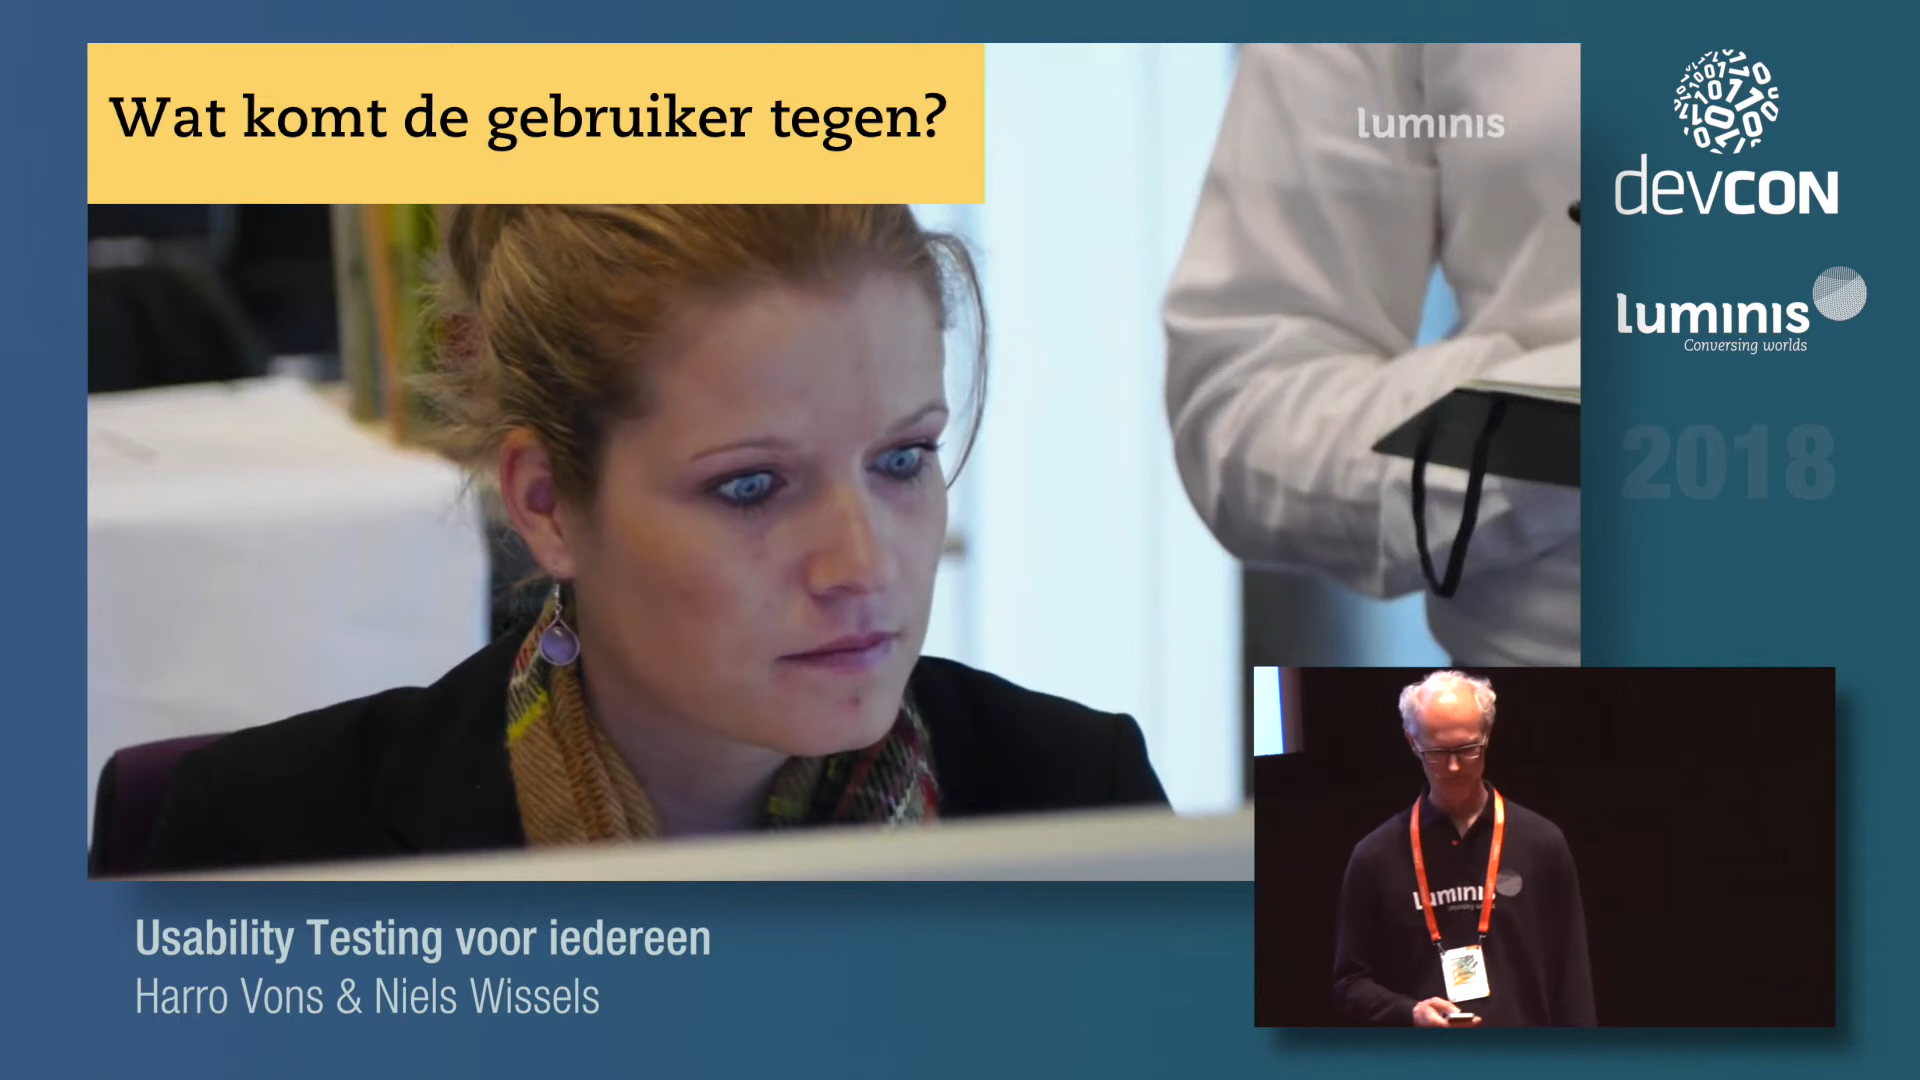 Wat komt de gebruiker tegen?
luminis
devcon
luminis
Conversing worlds
2018
luminis
Usability Testing voor iedereen
Harro Vons & Niels Wissels